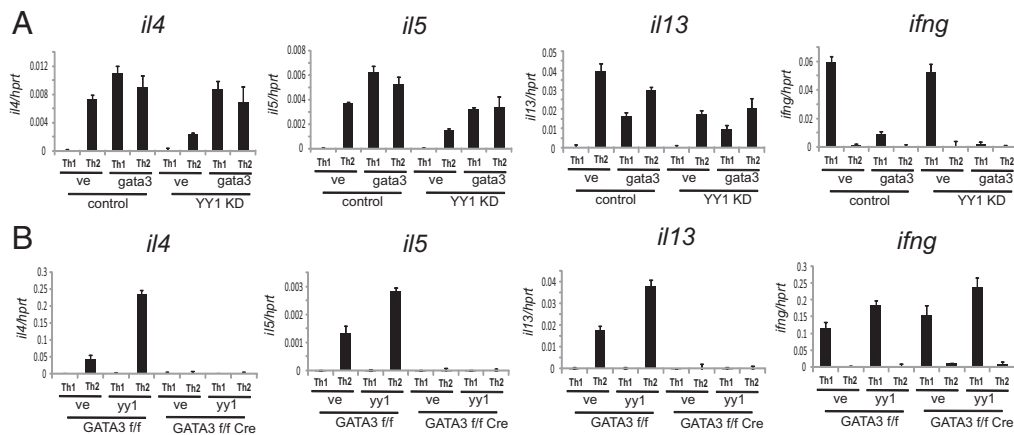 A
il4
il5
il13
ifng
il4/hprt
0.012
0.008
0.004
0
Th1 Th2 Th1 Th2 Th1 Th2 Th1 Th2
ve gata3 ve gata3
control YY1 KD
il5/hprt
0.008
0.006
0.004
0.002
0
Th1 Th2 Th1 Th2 Th1 Th2 Th1 Th2
ve gata3 ve gata3
control YY1 KD
il13/hprt
0.05
0.04
0.03
0.02
0.01
0
Th1 Th2 Th1 Th2 Th1 Th2 Th1 Th2
ve gata3 ve gata3
control YY1 KD
ifng/hprt
0.06
0.04
0.02
0
Th1 Th2 Th1 Th2 Th1 Th2 Th1 Th2
ve gata3 ve gata3
control YY1 KD
B
il4
il5
il13
ifng
il4/hprt
0.3
0.25
0.2
0.15
0.1
0.05
0
Th1 Th2 Th1 Th2 Th1 Th2 Th1 Th2
ve yy1 ve yy1
GATA3 f/f GATA3 f/f Cre
il5/hprt
0.003
0.002
0.001
0
Th1 Th2 Th1 Th2 Th1 Th2 Th1 Th2
ve yy1 ve yy1
GATA3 f/f GATA3 f/f Cre
il13/hprt
0.04
0.03
0.02
0.01
0
Th1 Th2 Th1 Th2 Th1 Th2 Th1 Th2
ve yy1 ve yy1
GATA3 f/f GATA3 f/f Cre
ifng/hprt
0.3
0.25
0.2
0.15
0.1
0.05
0
Th1 Th2 Th1 Th2 Th1 Th2 Th1 Th2
ve yy1 ve yy1
GATA3 f/f GATA3 f/f Cre